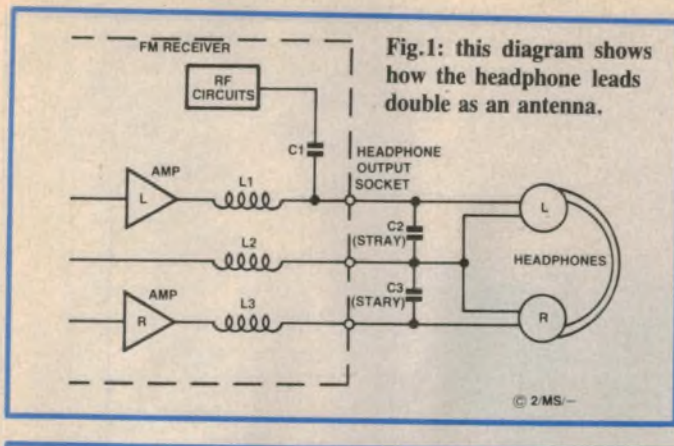 FM RECEIVER
Fig.1: this diagram shows
how the headphone leads
double as an antenna.
RF
CIRCUITS
C1
HEADPHONE
OUTPUT
SOCKET
AMP
L1
L
L
C2
(STRAY)
L2
HEADPHONES
C3
(STARY)
AMP
L3
R
R
© 2/MS/–